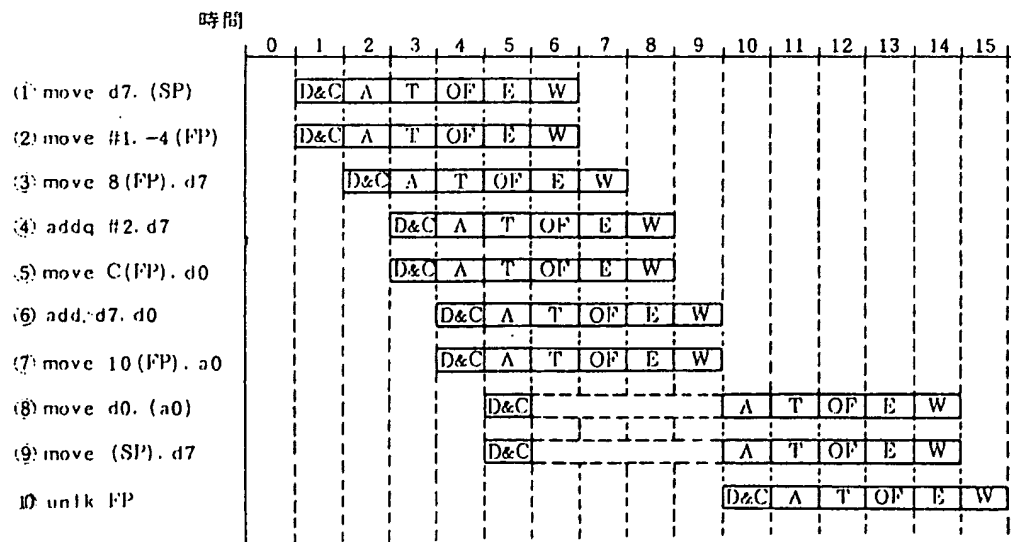 時間
0 1 2 3 4 5 6 7 8 9 10 11 12 13 14 15
(1) move d7. (SP) D&C A T OF E W
(2) move #1. -4(FP) D&C A T OF E W
(3) move 8(FP). d7 D&C A T OF E W
(4) addq #2. d7 D&C A T OF E W
(5) move C(FP). d0 D&C A T OF E W
(6) add. d7. d0 D&C A T OF E W
(7) move 10(FP). a0 D&C A T OF E W
(8) move d0. (a0) D&C A T OF E W
(9) move (SP). d7 D&C A T OF E W
10 unlk FP D&C A T OF E W